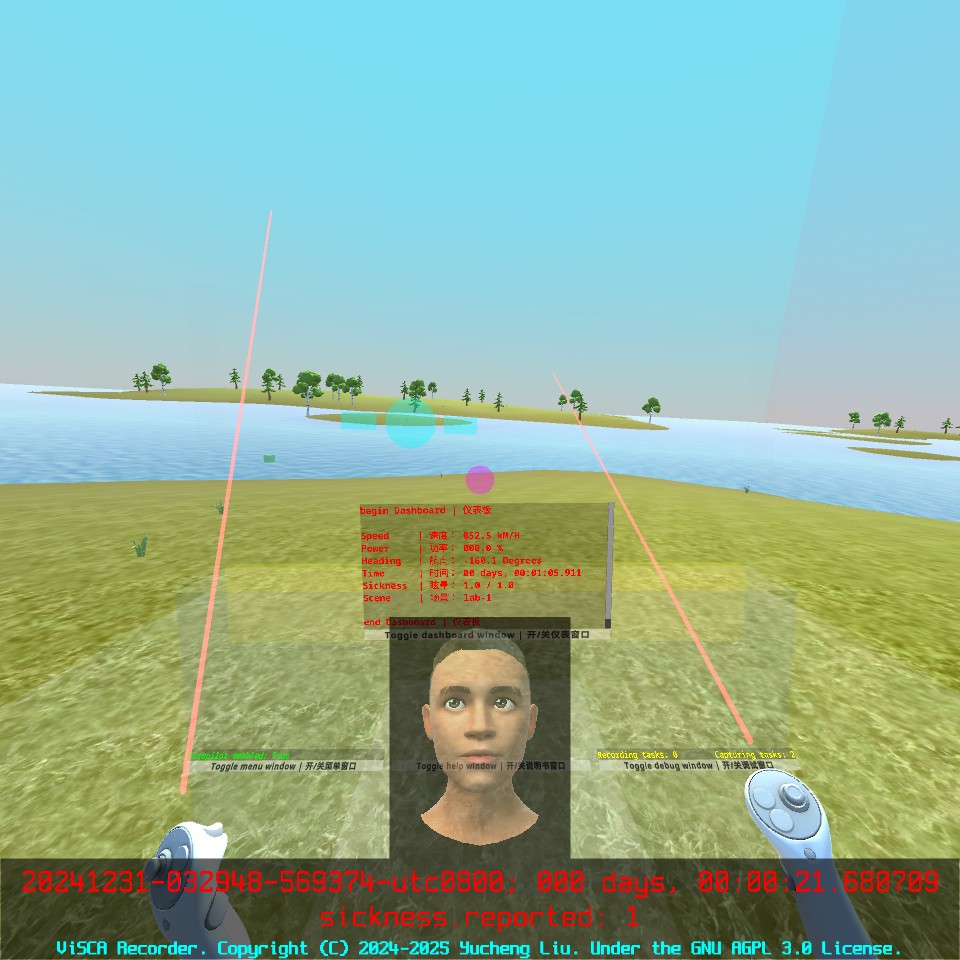 begin Dashboard | 仪表板
Speed | 速度: 052.5 kM/H
Power | 功率: 000.0 %
Heading | 航向: -160.1 Degrees
Time | 时间: 00 days, 00:01:05.911
Sickness | 眩晕: 1.0 / 1.0
Scene | 场景: lab-1
end Dashboard | 仪表板
Toggle dashboard window | 开/关仪表窗口
Recording tasks: 0 Capturing tasks: 2
Toggle menu window | 开/关菜单窗口
Toggle help window | 开/关说明书窗口
Toggle debug window | 开/关调试窗口
20241231-032948-569374-utc0800; 000 days, 00:00:21.680709
sickness reported: 1
ViSCA Recorder. Copyright (C) 2024-2025 Yucheng Liu. Under the GNU AGPL 3.0 License.